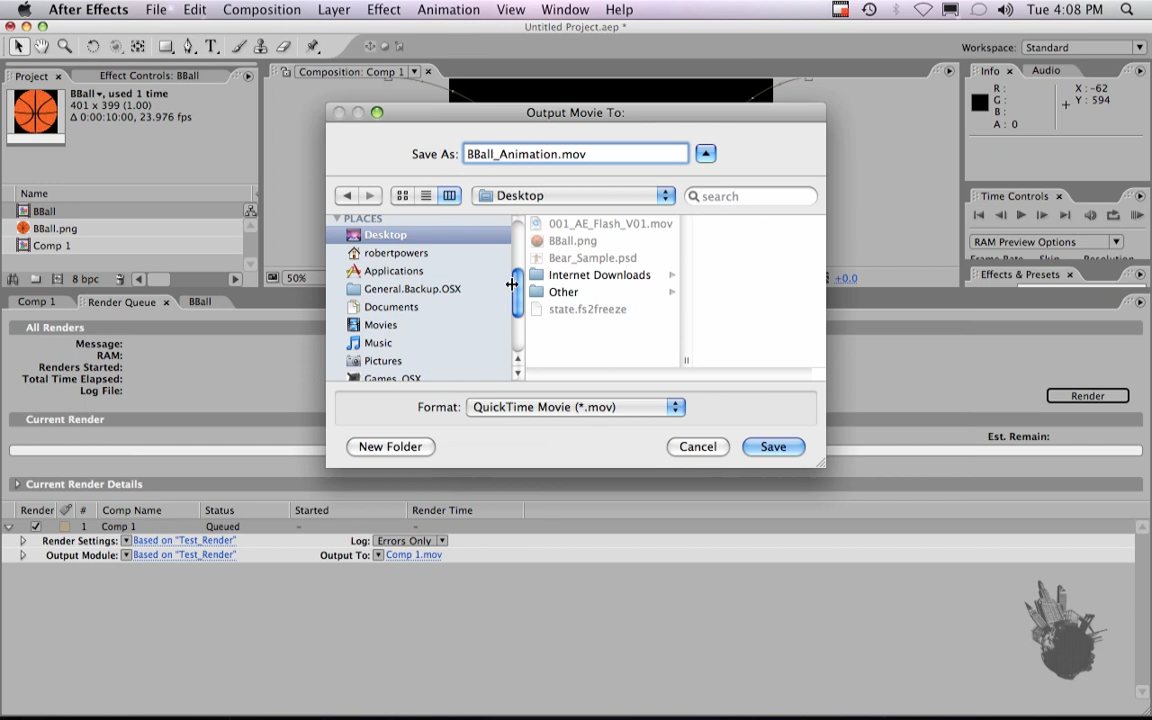 After Effects File Edit Composition Layer Effect Animation View Window Help Tue 4:08 PM
Untitled Project.aep *
T Workspace: Standard
Project × Effect Controls: BBall Composition: Comp 1 × Info × Audio
BBall, used 1 time
401 x 399 (1.00)
Δ 0:00:10:00, 23.976 fps
R :
G :
B :
A : 0
X : -62
Y : 594
Output Movie To:
Save As: BBall_Animation.mov
Desktop search
Name
BBall
BBall.png
Comp 1
8 bpc
PLACES
Desktop
robertpowers
Applications
General.Backup.OSX
Documents
Movies
Music
Pictures
Games_OSX
001_AE_Flash_V01.mov
BBall.png
Bear_Sample.psd
Internet Downloads
Other
state.fs2freeze
Time Controls ×
RAM Preview Options
Frame Rate Skip Resolution
50% +0.0 Effects & Presets ×
Comp 1 Render Queue × BBall
All Renders
Message:
RAM:
Renders Started:
Total Time Elapsed:
Log File:
Render
Format: QuickTime Movie (*.mov)
New Folder Cancel Save
Current Render
Est. Remain:
Current Render Details
Render # Comp Name Status Started Render Time
1 Comp 1 Queued - -
Render Settings: Based on "Test_Render" Log: Errors Only
Output Module: Based on "Test_Render" Output To: Comp 1.mov